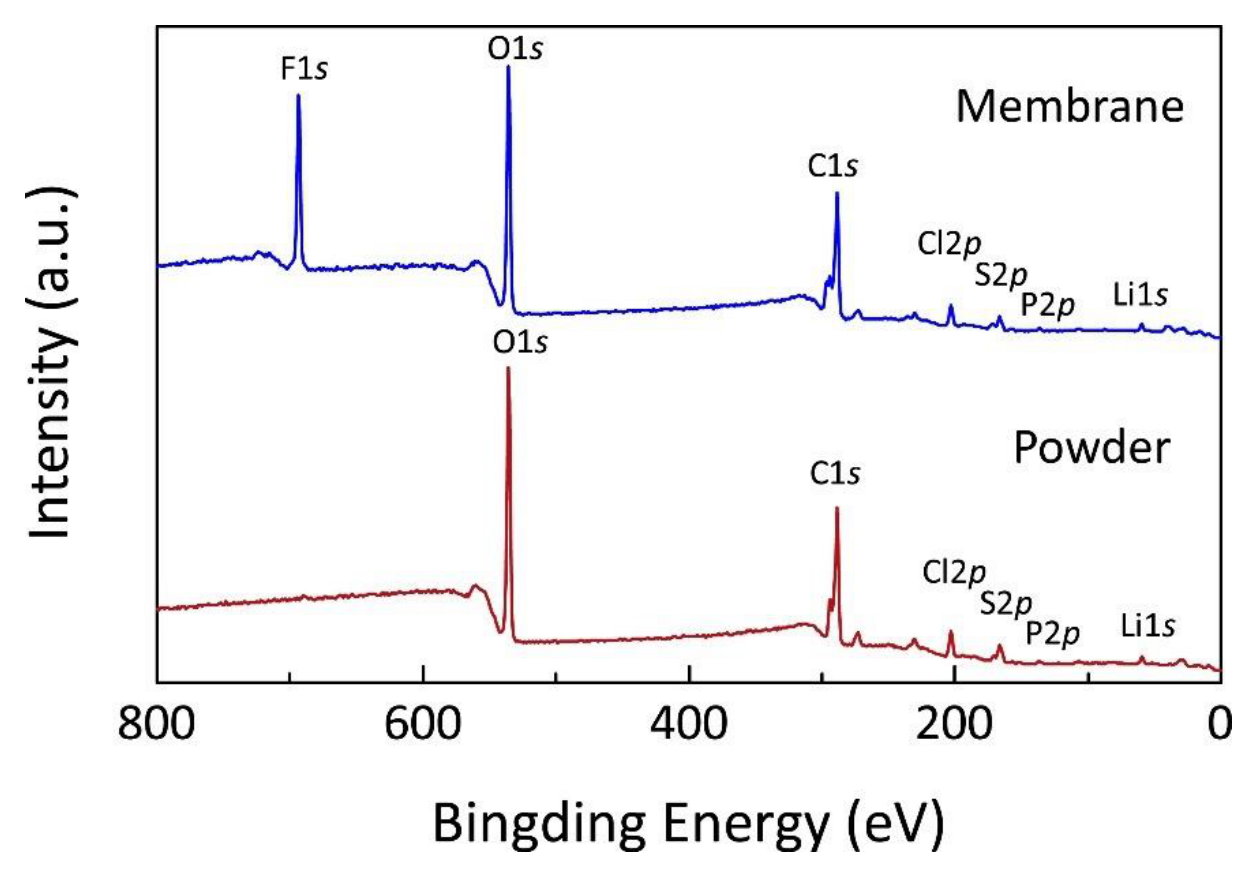 O1s
F1s
Membrane
C1s
Cl2p
S2p
P2p
Li1s
O1s
Powder
C1s
Cl2p
S2p
P2p
Li1s
Intensity (a.u.)
800 600 400 200 0
Bingding Energy (eV)